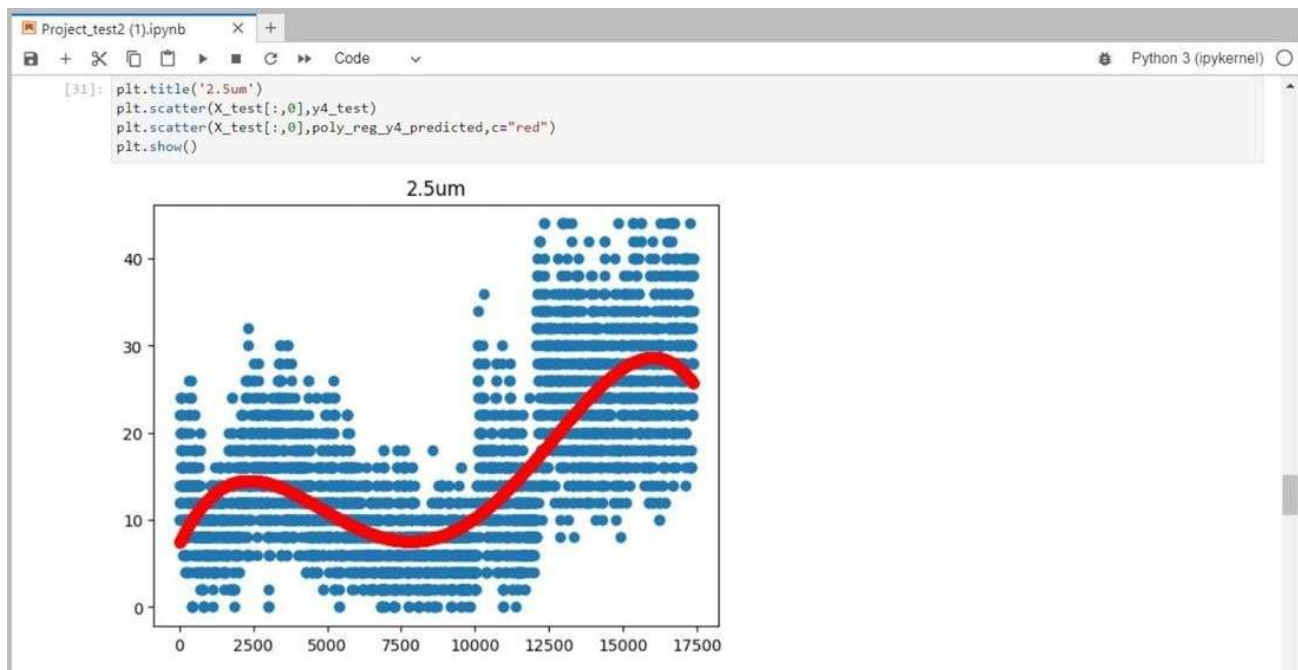 Project_test2 (1).ipynb
Code
Python 3 (ipykernel)
[31]: plt.title('2.5um')
plt.scatter(X_test[:,0],y4_test)
plt.scatter(X_test[:,0],poly_reg_y4_predicted,c="red")
plt.show()
2.5um
40
30
20
10
0
0 2500 5000 7500 10000 12500 15000 17500